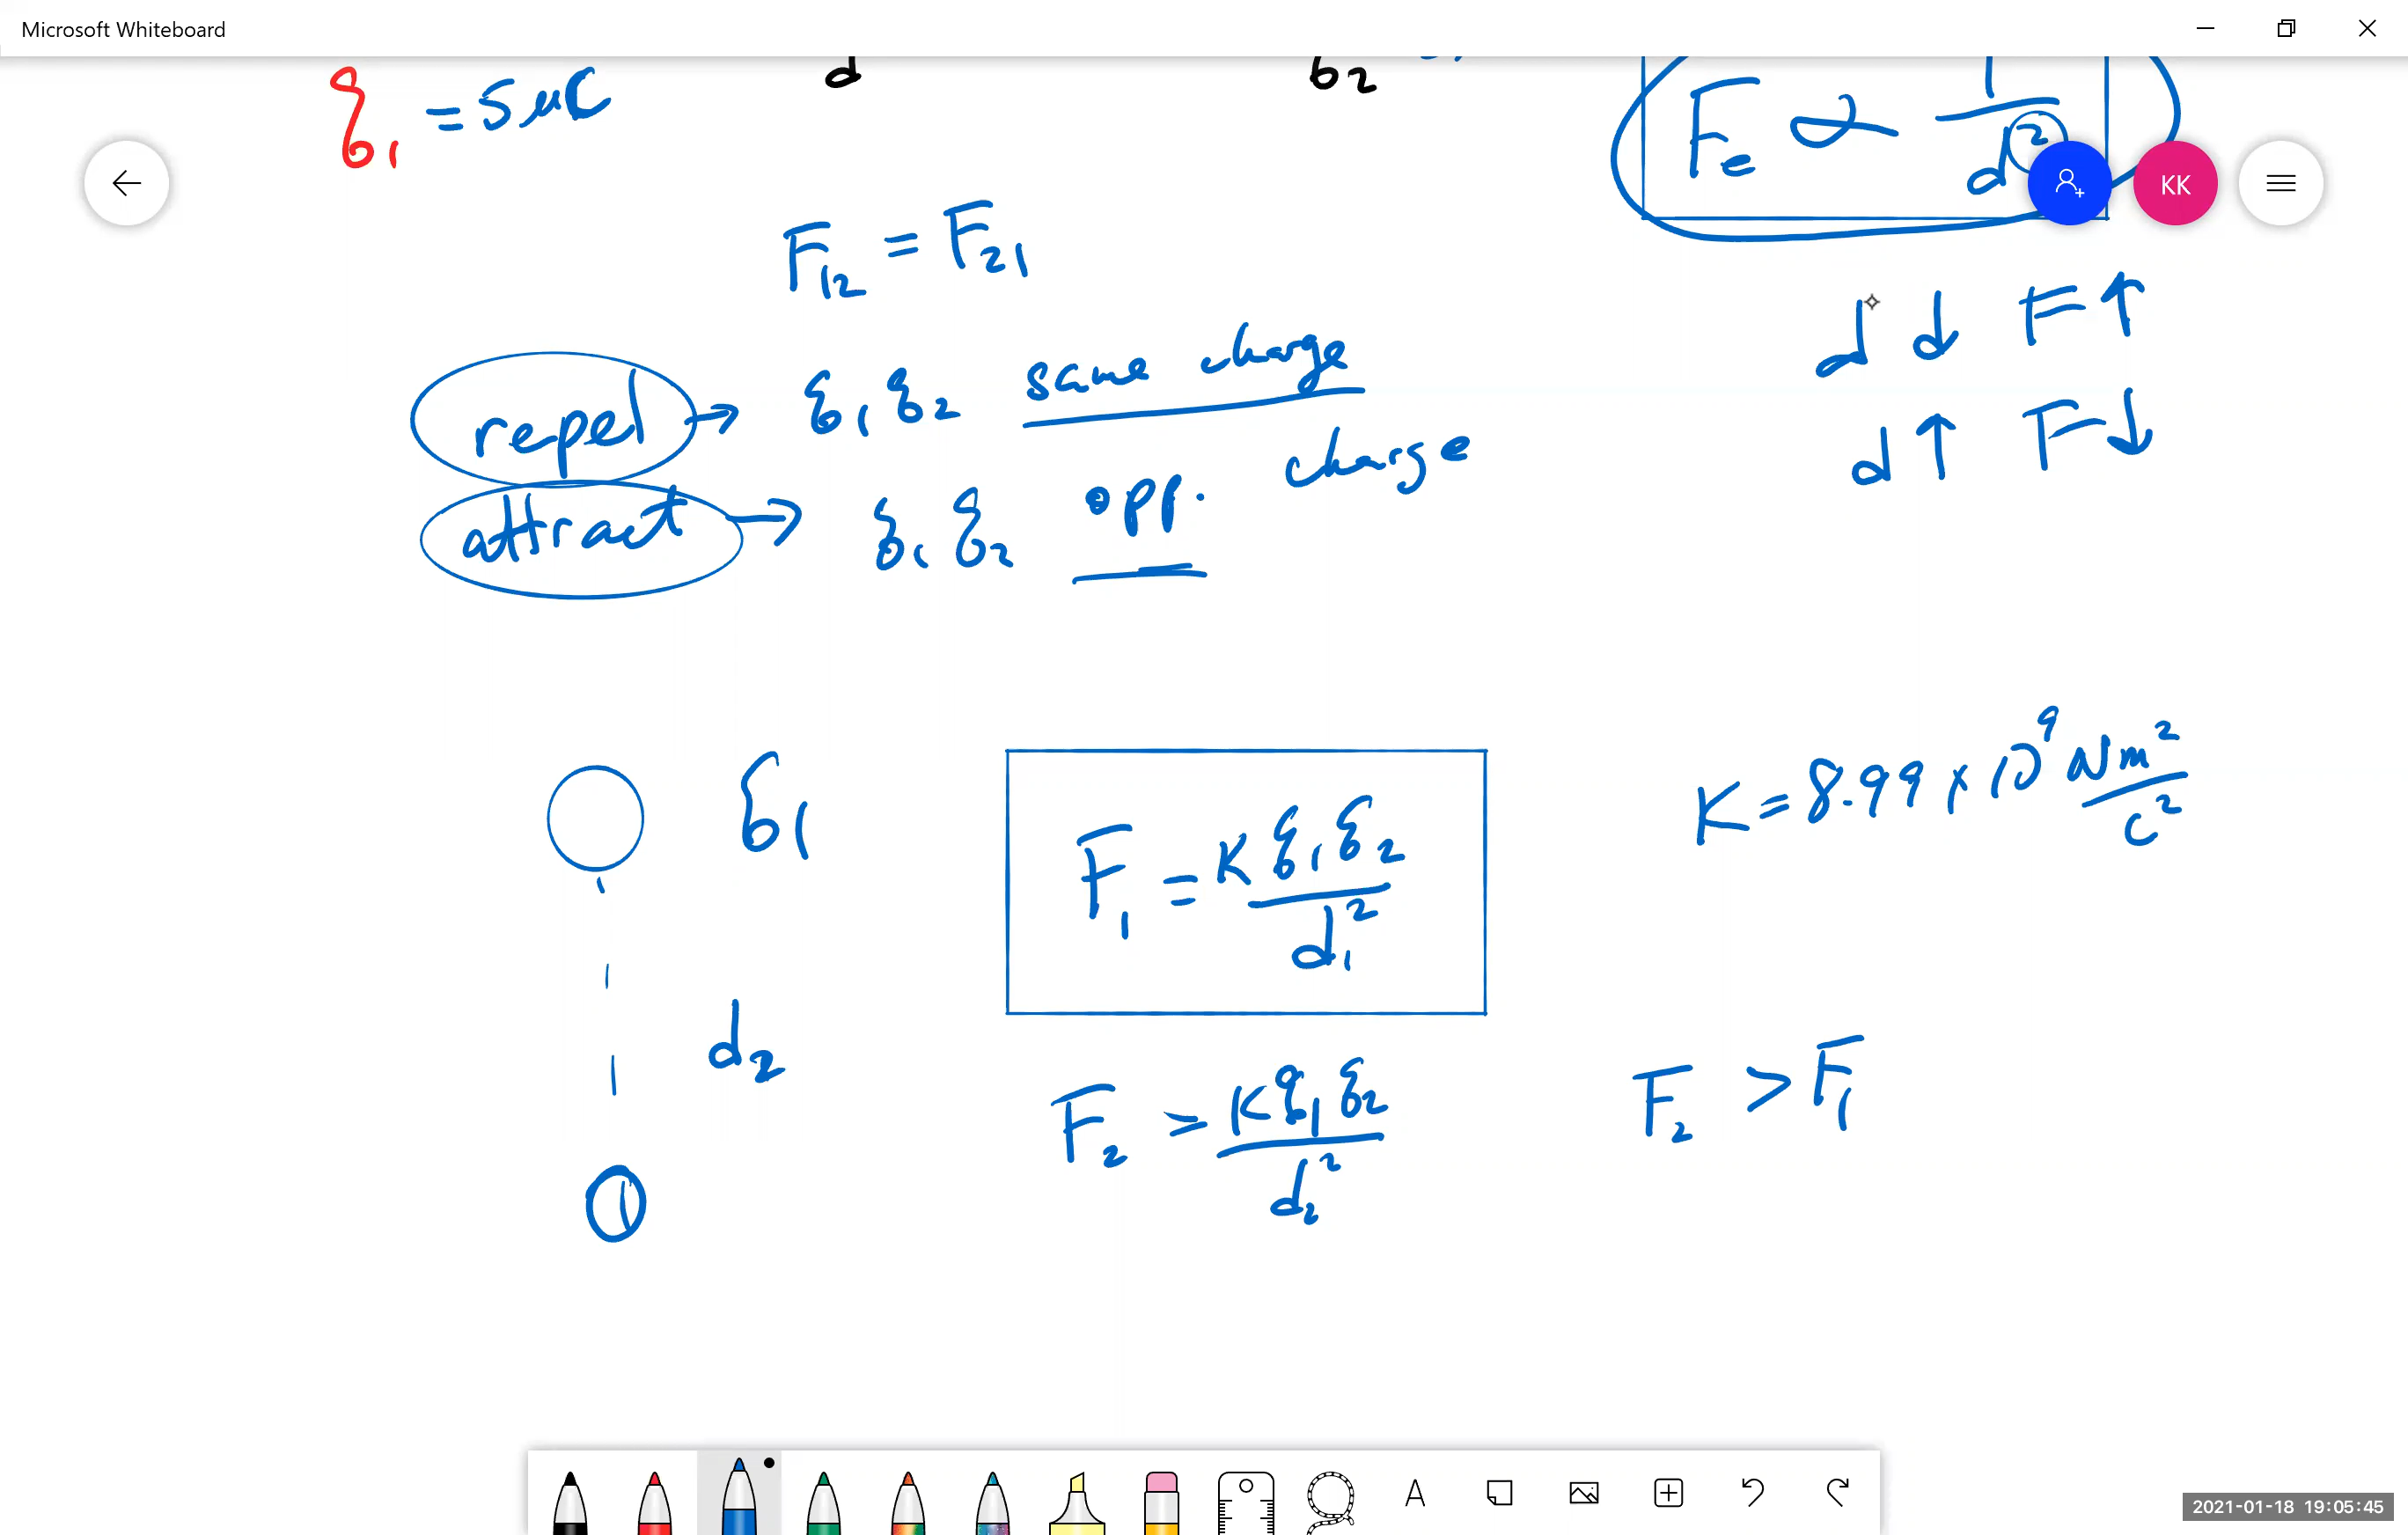 Microsoft Whiteboard
q₁ = 5 μC
d
q₂
Fₑ ∝ 1/d²
KK
F₁₂ = F₂₁
d ↓ F ↑
repel → q₁ q₂ same charge
d ↑ F ↓
attract → q₁ q₂ opp. charge
q₁
F₁ = K q₁ q₂ / d₁²
K = 8.99 × 10⁹ Nm²/C²
d₂
F₂ = K q₁ q₂ / d₂²
F₂ > F₁
A
2021-01-18 19:05:45